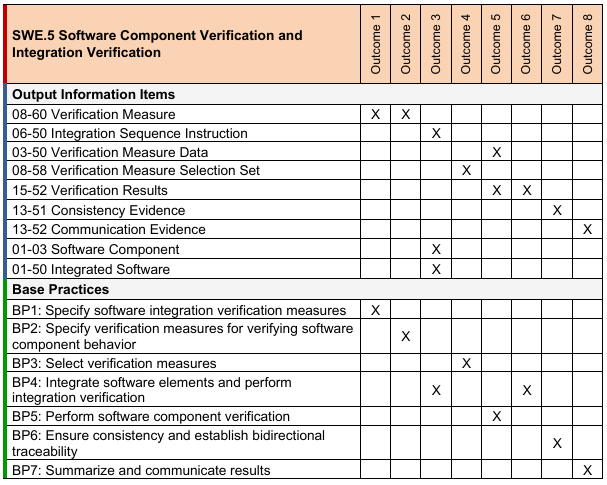 SWE.5 Software Component Verification and
Integration Verification
Outcome 1
Outcome 2
Outcome 3
Outcome 4
Outcome 5
Outcome 6
Outcome 7
Outcome 8
Output Information Items
08-60 Verification Measure X X
06-50 Integration Sequence Instruction X
03-50 Verification Measure Data X
08-58 Verification Measure Selection Set X
15-52 Verification Results X X
13-51 Consistency Evidence X
13-52 Communication Evidence X
01-03 Software Component X
01-50 Integrated Software X
Base Practices
BP1: Specify software integration verification measures X
BP2: Specify verification measures for verifying software
component behavior X
BP3: Select verification measures X
BP4: Integrate software elements and perform
integration verification X X
BP5: Perform software component verification X
BP6: Ensure consistency and establish bidirectional
traceability X
BP7: Summarize and communicate results X